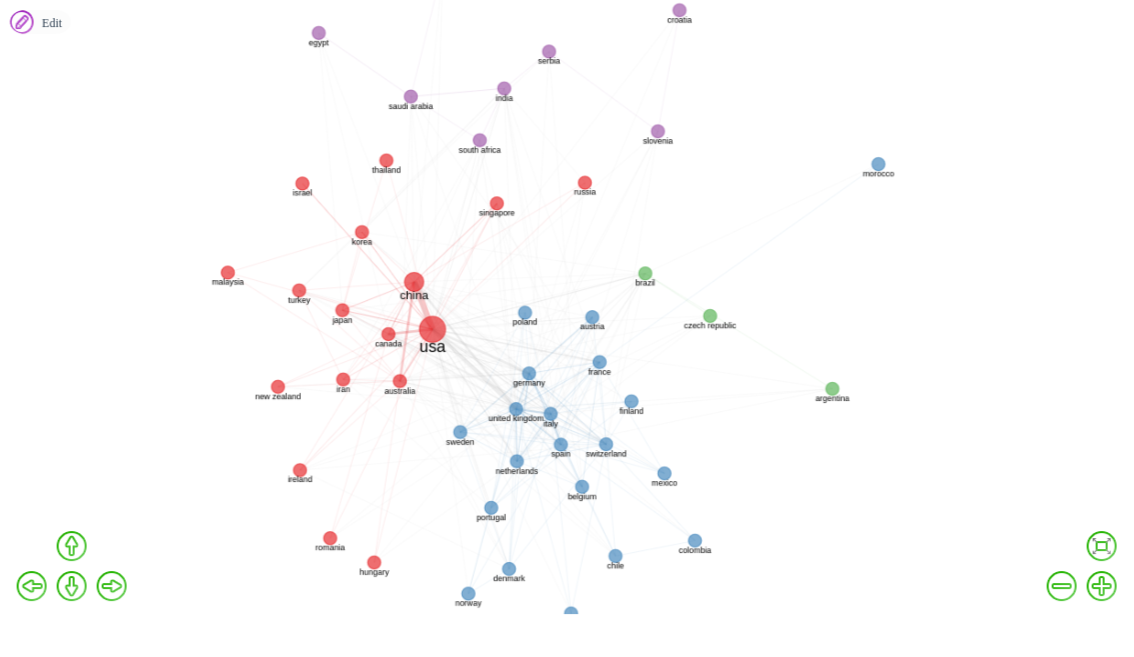 Edit
croatia
egypt
serbia
india
saudi arabia
slovenia
south africa
thailand
morocco
israel
russia
singapore
korea
malaysia
brazil
china
turkey
japan
poland
austria
czech republic
canada
usa
france
germany
new zealand
iran
australia
argentina
finland
united kingdom
italy
sweden
spain
switzerland
netherlands
ireland
mexico
belgium
portugal
romania
colombia
hungary
chile
denmark
norway